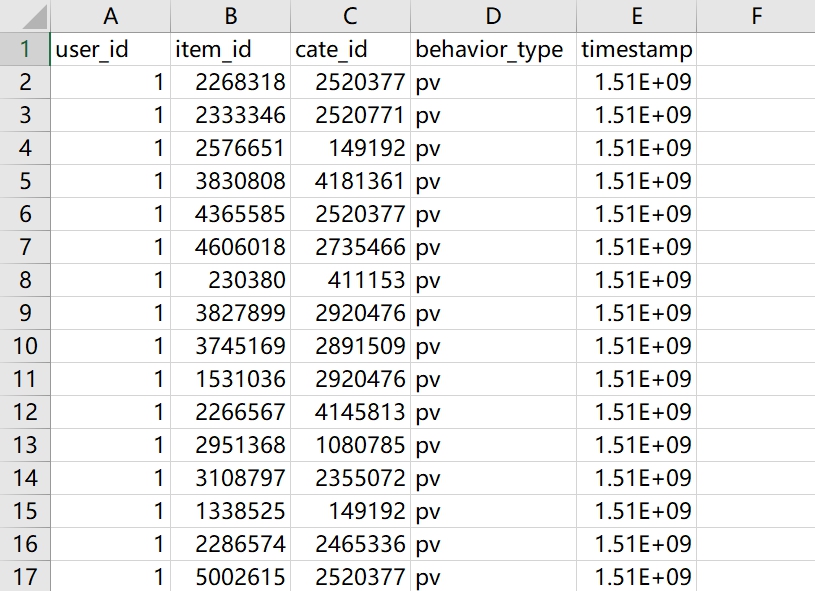 A B C D E F
1 user_id item_id cate_id behavior_type timestamp
2 1 2268318 2520377 pv 1.51E+09
3 1 2333346 2520771 pv 1.51E+09
4 1 2576651 149192 pv 1.51E+09
5 1 3830808 4181361 pv 1.51E+09
6 1 4365585 2520377 pv 1.51E+09
7 1 4606018 2735466 pv 1.51E+09
8 1 230380 411153 pv 1.51E+09
9 1 3827899 2920476 pv 1.51E+09
10 1 3745169 2891509 pv 1.51E+09
11 1 1531036 2920476 pv 1.51E+09
12 1 2266567 4145813 pv 1.51E+09
13 1 2951368 1080785 pv 1.51E+09
14 1 3108797 2355072 pv 1.51E+09
15 1 1338525 149192 pv 1.51E+09
16 1 2286574 2465336 pv 1.51E+09
17 1 5002615 2520377 pv 1.51E+09